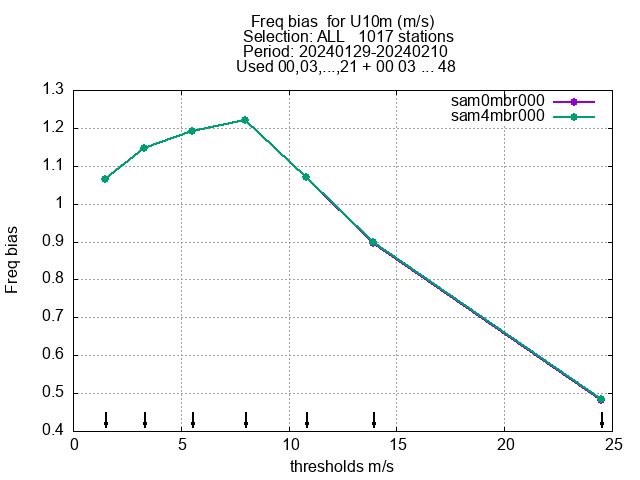 Freq bias  for U10m (m/s)
Selection: ALL   1017 stations
Period: 20240129-20240210
Used 00,03,...,21 + 00 03 ... 48
sam0mbr000
sam4mbr000
1.3
1.2
1.1
1
0.9
0.8
0.7
0.6
0.5
0.4
Freq bias
0 5 10 15 20 25
thresholds m/s